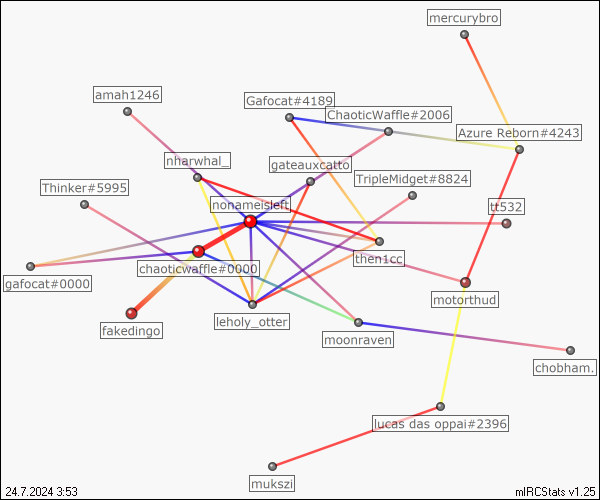 mercurybro
amah1246
Gafocat#4189
ChaoticWaffle#2006
Azure Reborn#4243
nharwhal_
gateauxcatto
TripleMidget#8824
Thinker#5995
nonameisleft
tt532
then1cc
chaoticwaffle#0000
gafocat#0000
motorthud
leholy_otter
fakedingo
moonraven
chobham.
lucas das oppai#2396
mukszi
24.7.2024 3:53
mIRCStats v1.25